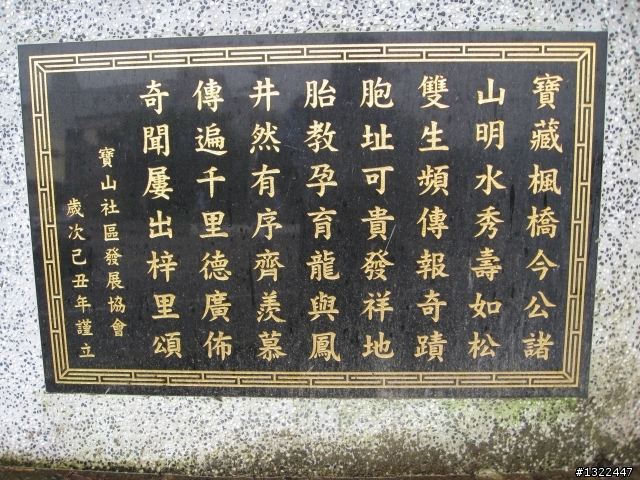 寶藏楓橋今公諸
山明水秀壽如松
雙生頻傳報奇蹟
胞址可貴發祥地
胎教孕育龍與鳳
井然有序齊羨慕
傳遍千里德廣佈
奇聞屢出梓里頌
寶山社區發展協會
歲次己丑年謹立
#1322447